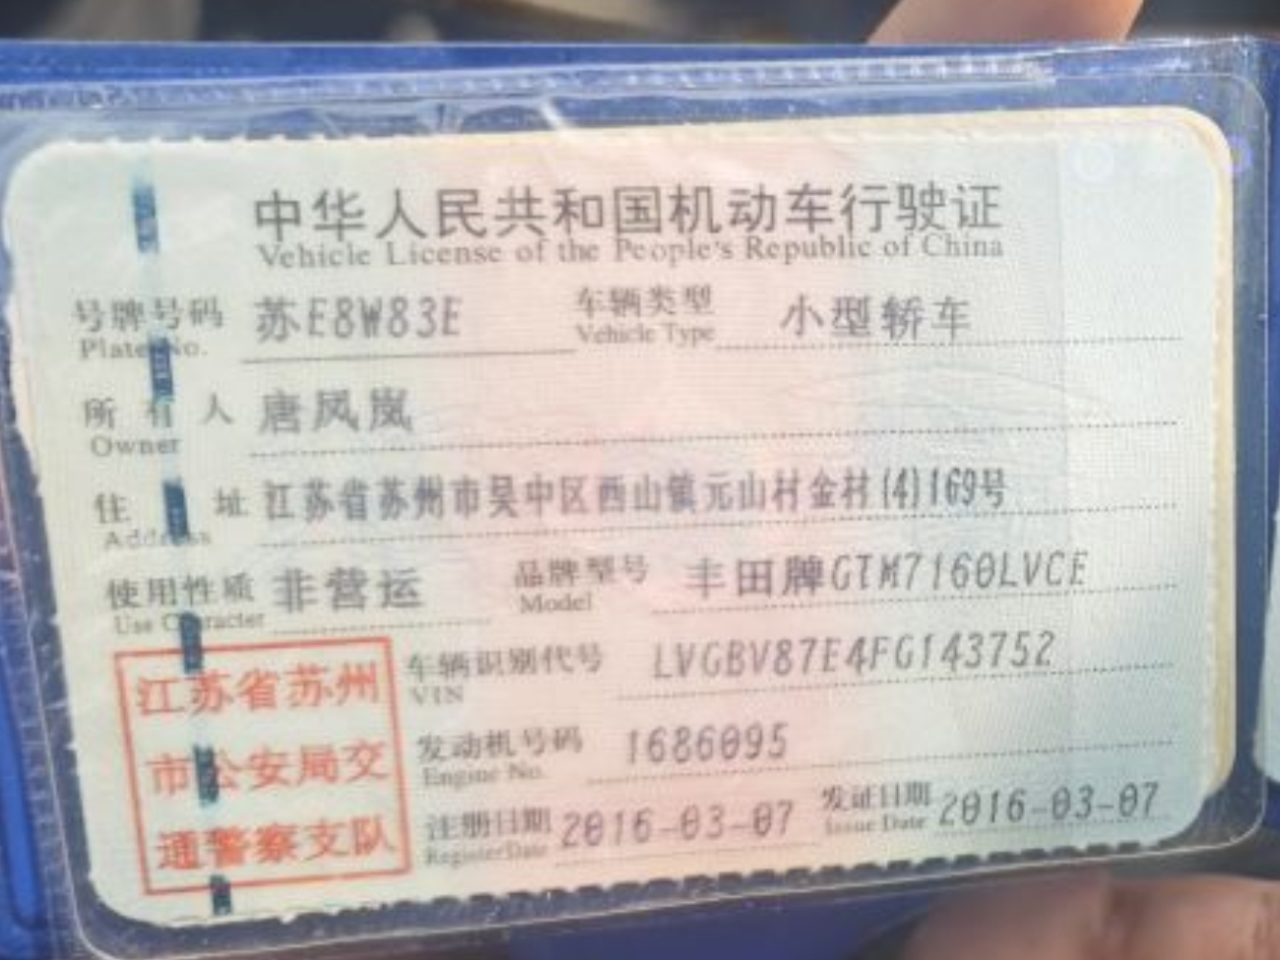 中华人民共和国机动车行驶证
Vehicle License of the People's Republic of China
号牌号码 苏E8W83E 车辆类型 小型轿车
Plate No. Vehicle Type
所有人 唐凤岚
Owner
住址 江苏省苏州市吴中区西山镇元山村金村(4)169号
Address
使用性质 非营运 品牌型号 丰田牌GTM7160LVCE
Use Character Model
车辆识别代号 LVGBV87E4FG143752
VIN
发动机号码 1686095
Engine No.
注册日期 2016-03-07 发证日期 2016-03-07
Register Date Issue Date
江苏省苏州
市公安局交
通警察支队